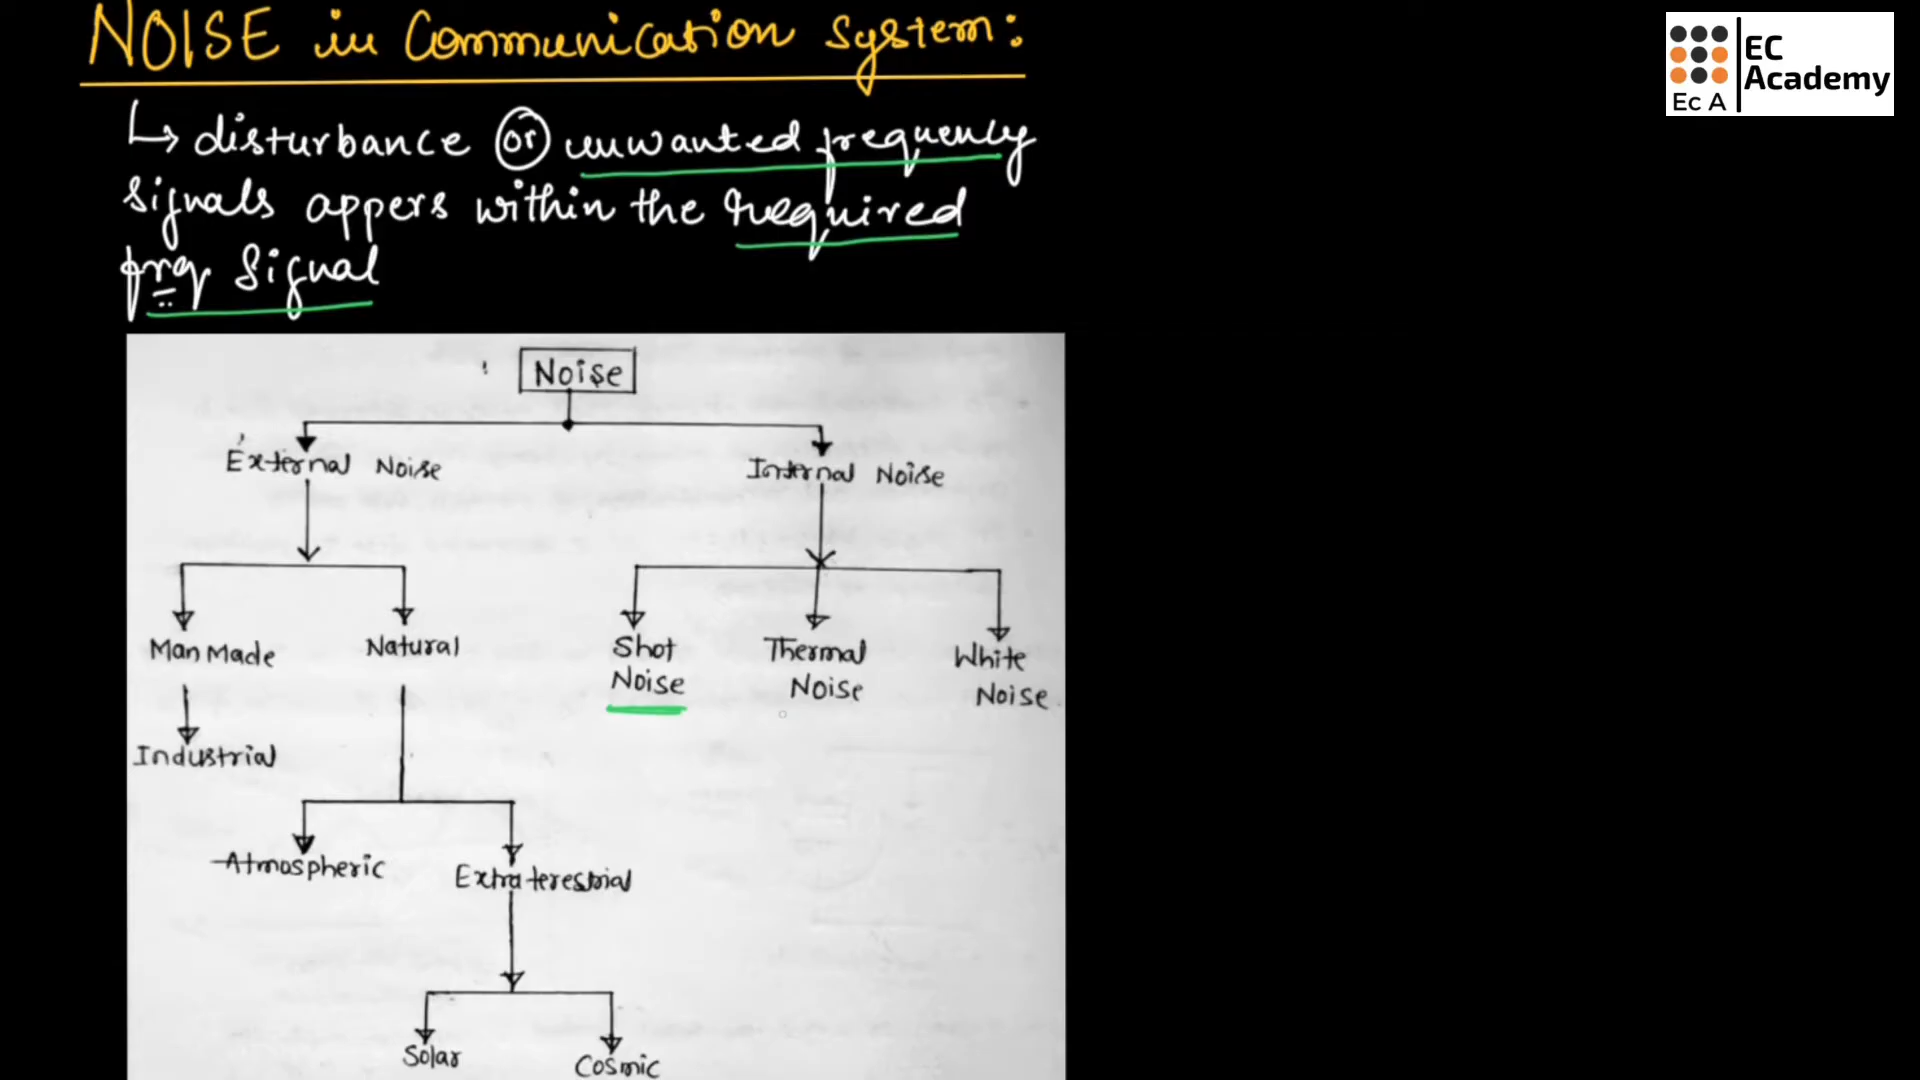 NOISE in Communication System:
EC
Academy
Ec A
↳ disturbance or unwanted frequency
signals appers within the required
freq signal
Noise
External Noise
Internal Noise
Man Made
Natural
Shot
Noise
Thermal
Noise
White
Noise
Industrial
Atmospheric
Extraterestrial
Solar
Cosmic